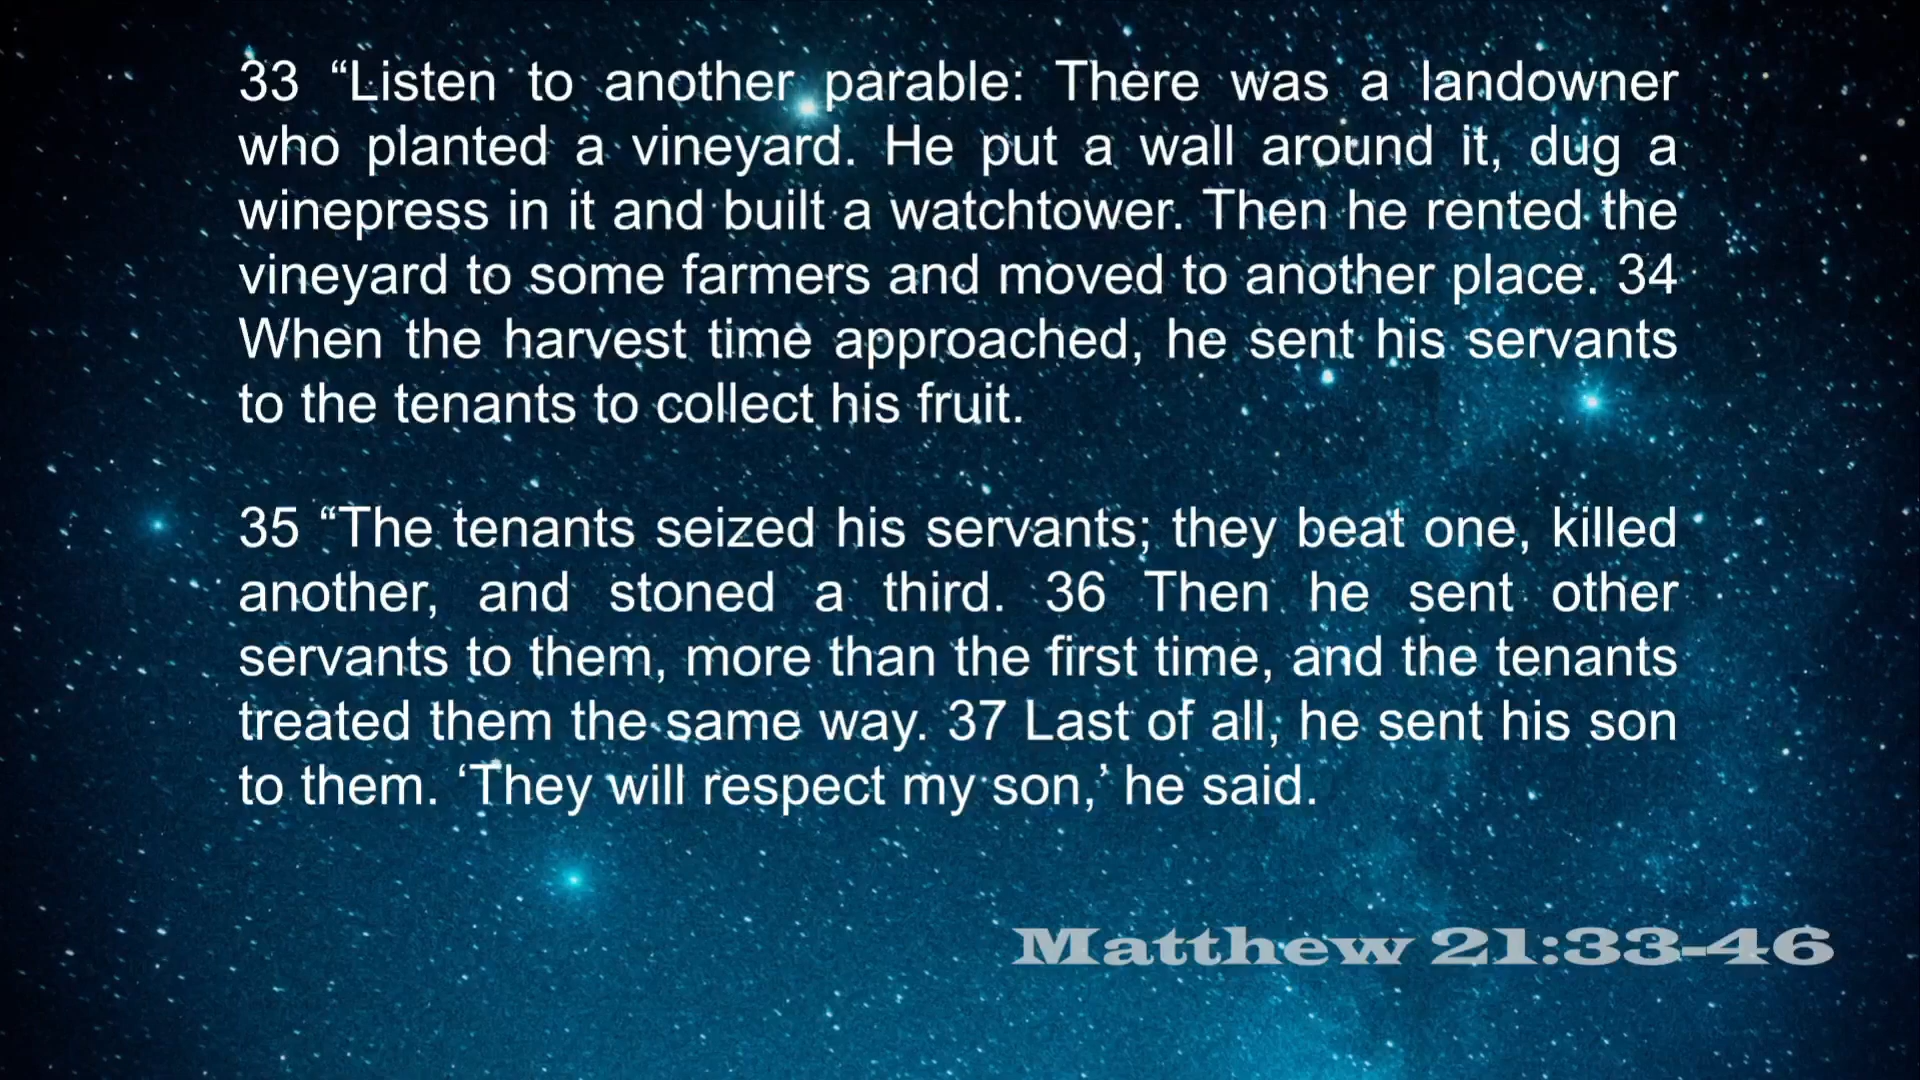 33 “Listen to another parable: There was a landowner
who planted a vineyard. He put a wall around it, dug a
winepress in it and built a watchtower. Then he rented the
vineyard to some farmers and moved to another place. 34
When the harvest time approached, he sent his servants
to the tenants to collect his fruit.
35 “The tenants seized his servants; they beat one, killed
another, and stoned a third. 36 Then he sent other
servants to them, more than the first time, and the tenants
treated them the same way. 37 Last of all, he sent his son
to them. ‘They will respect my son,’ he said.
Matthew 21:33-46